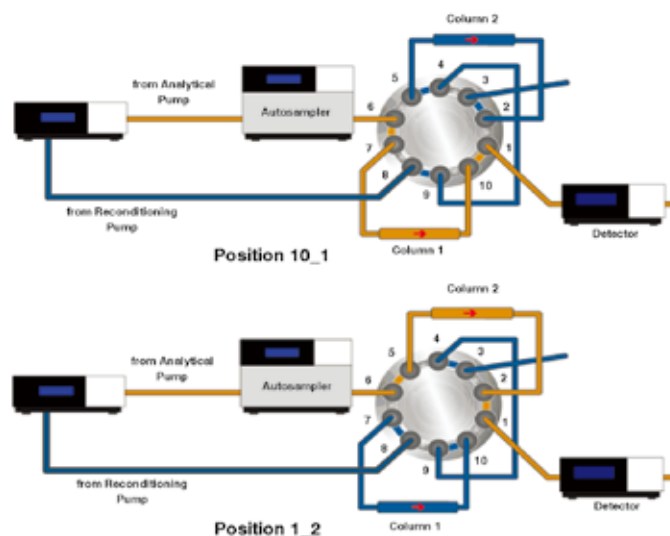 Column 2
4
5
3
from Analytical
Pump
Autosampler
6
2
7
1
8
9
10
from Reconditioning
Pump
Column 1
Detector
Position 10_1
Column 2
4
5
3
from Analytical
Pump
Autosampler
6
2
7
1
8
9
10
from Reconditioning
Pump
Column 1
Detector
Position 1_2